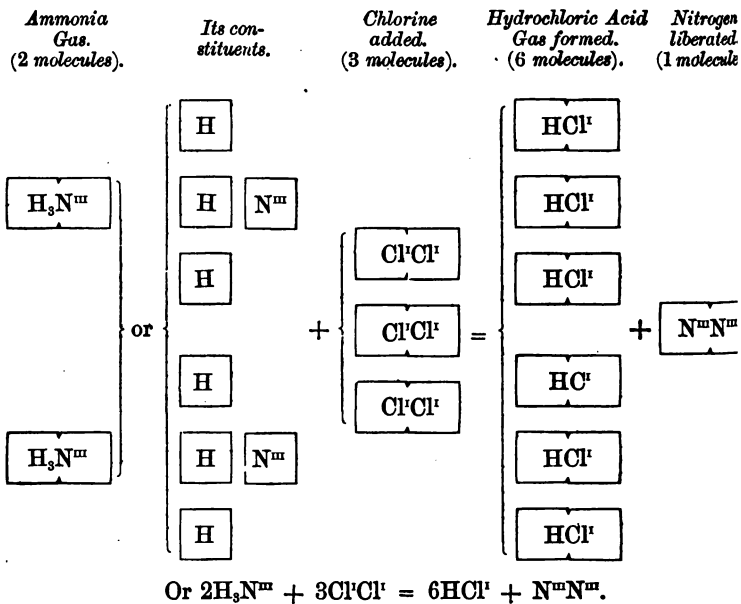 Ammonia
Gas.
(2 molecules).
Its con-
stituents.
Chlorine
added.
(3 molecules).
Hydrochloric Acid
Gas formed.
(6 molecules).
Nitrogen
liberated.
(1 molecule
H₃Nᴵᴵᴵ
H₃Nᴵᴵᴵ
or
H
H Nᴵᴵᴵ
H
H
H Nᴵᴵᴵ
H
+
ClᴵClᴵ
ClᴵClᴵ
ClᴵClᴵ
=
HClᴵ
HClᴵ
HClᴵ
HCᴵ
HClᴵ
HClᴵ
+
NᴵᴵᴵNᴵᴵᴵ
Or 2H₃Nᴵᴵᴵ + 3ClᴵClᴵ = 6HClᴵ + NᴵᴵᴵNᴵᴵᴵ.